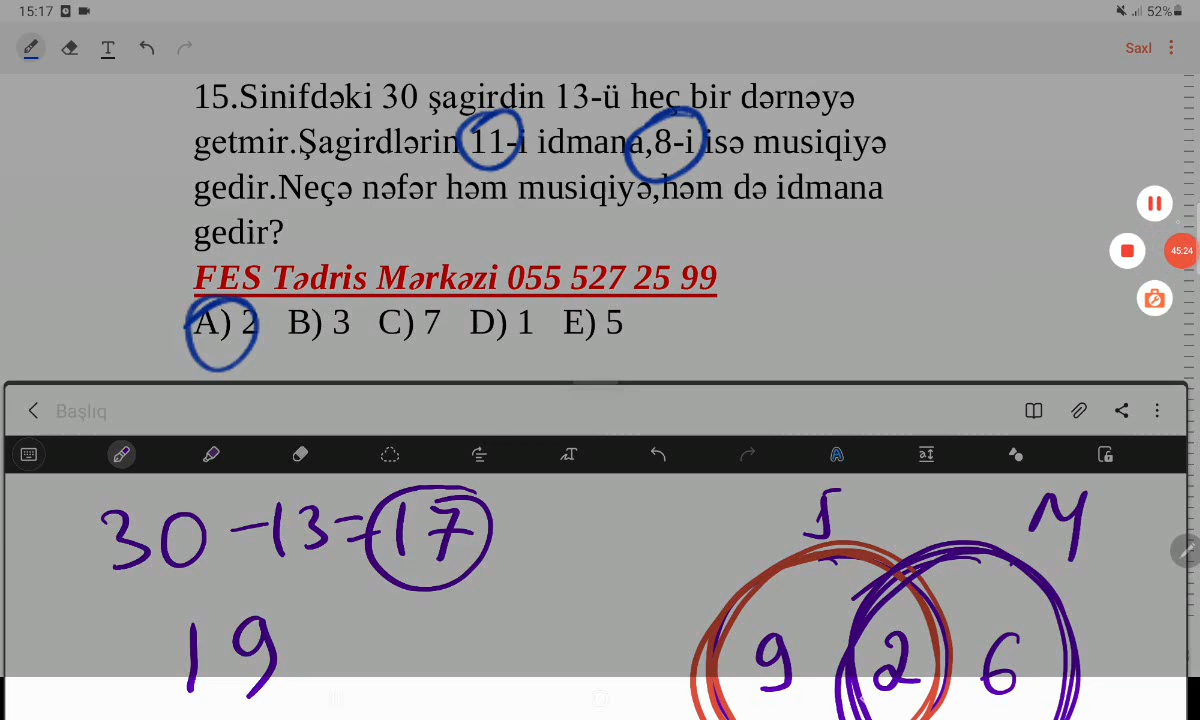 15:17 52%
Saxl
15.Sinifdəki 30 şagirdin 13-ü heç bir dərnəyə
getmir.Şagirdlərin 11-i idmana,8-i isə musiqiyə
gedir.Neçə nəfər həm musiqiyə,həm də idmana
gedir?
45:24
FES Tədris Mərkəzi 055 527 25 99
A) 2 B) 3 C) 7 D) 1 E) 5
Başlıq
30-13=17
İ M
19
9 2 6